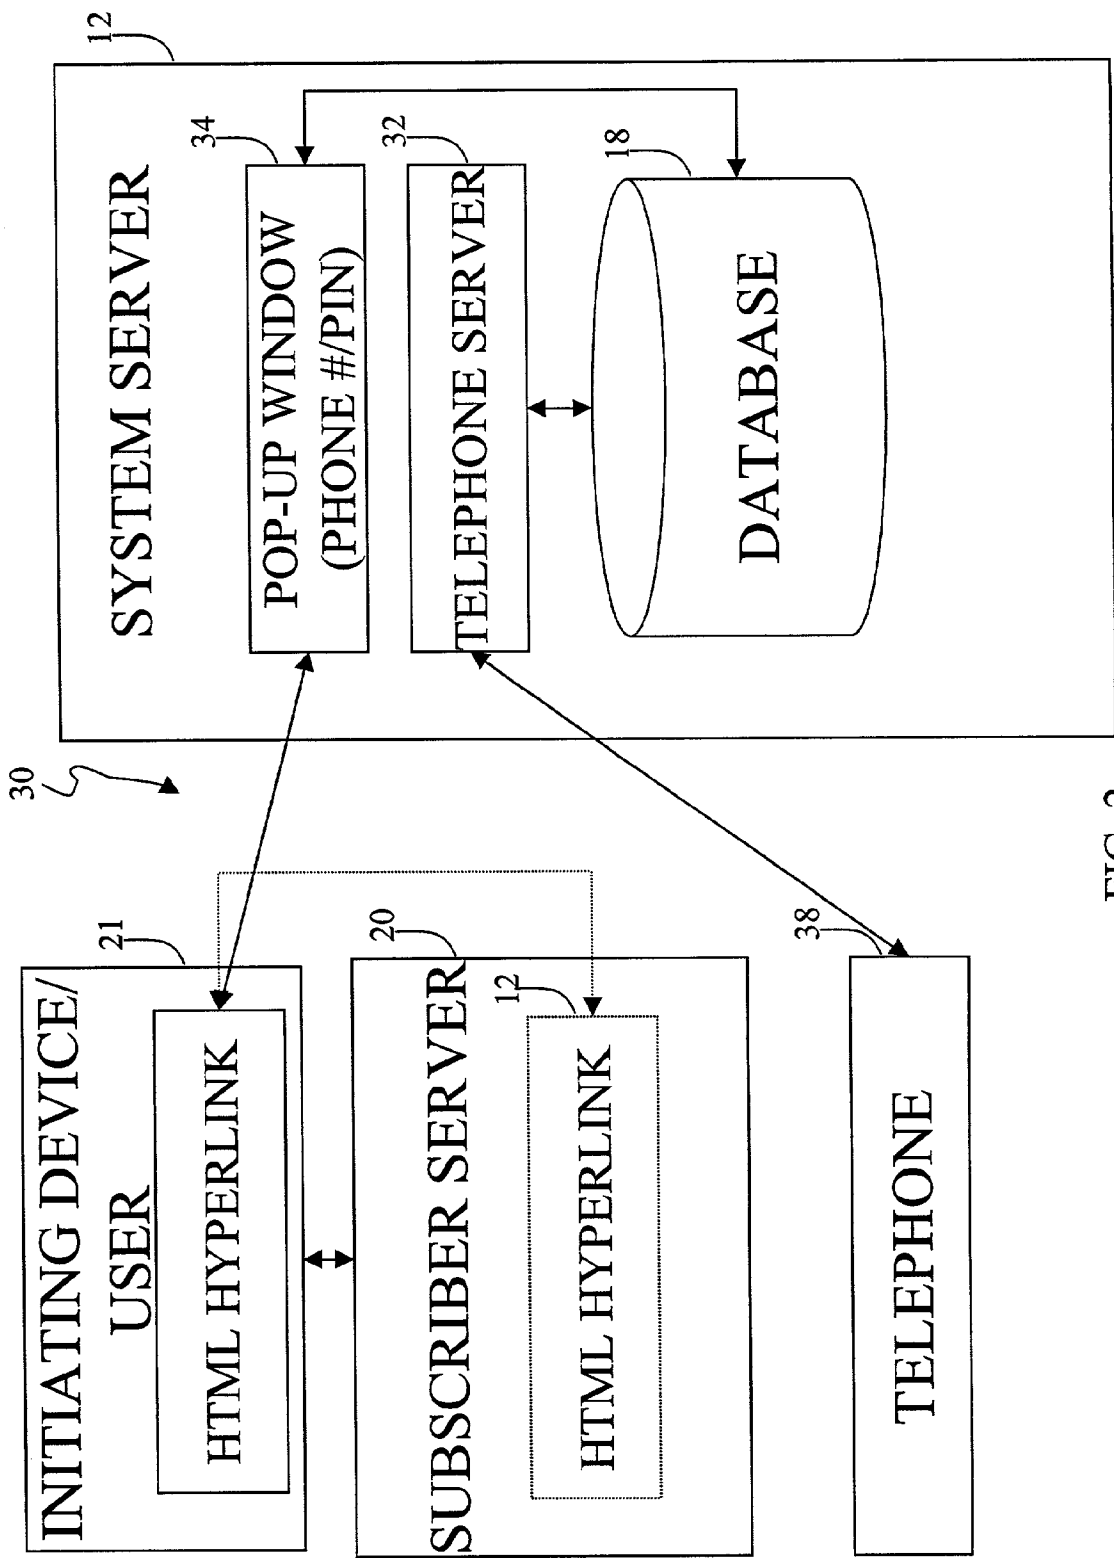 30
INITIATING DEVICE/
USER
21
HTML HYPERLINK
SUBSCRIBER SERVER
20
12
HTML HYPERLINK
TELEPHONE
38
12
SYSTEM SERVER
34
POP-UP WINDOW
(PHONE #/PIN)
32
TELEPHONE SERVER
18
DATABASE
FIG.